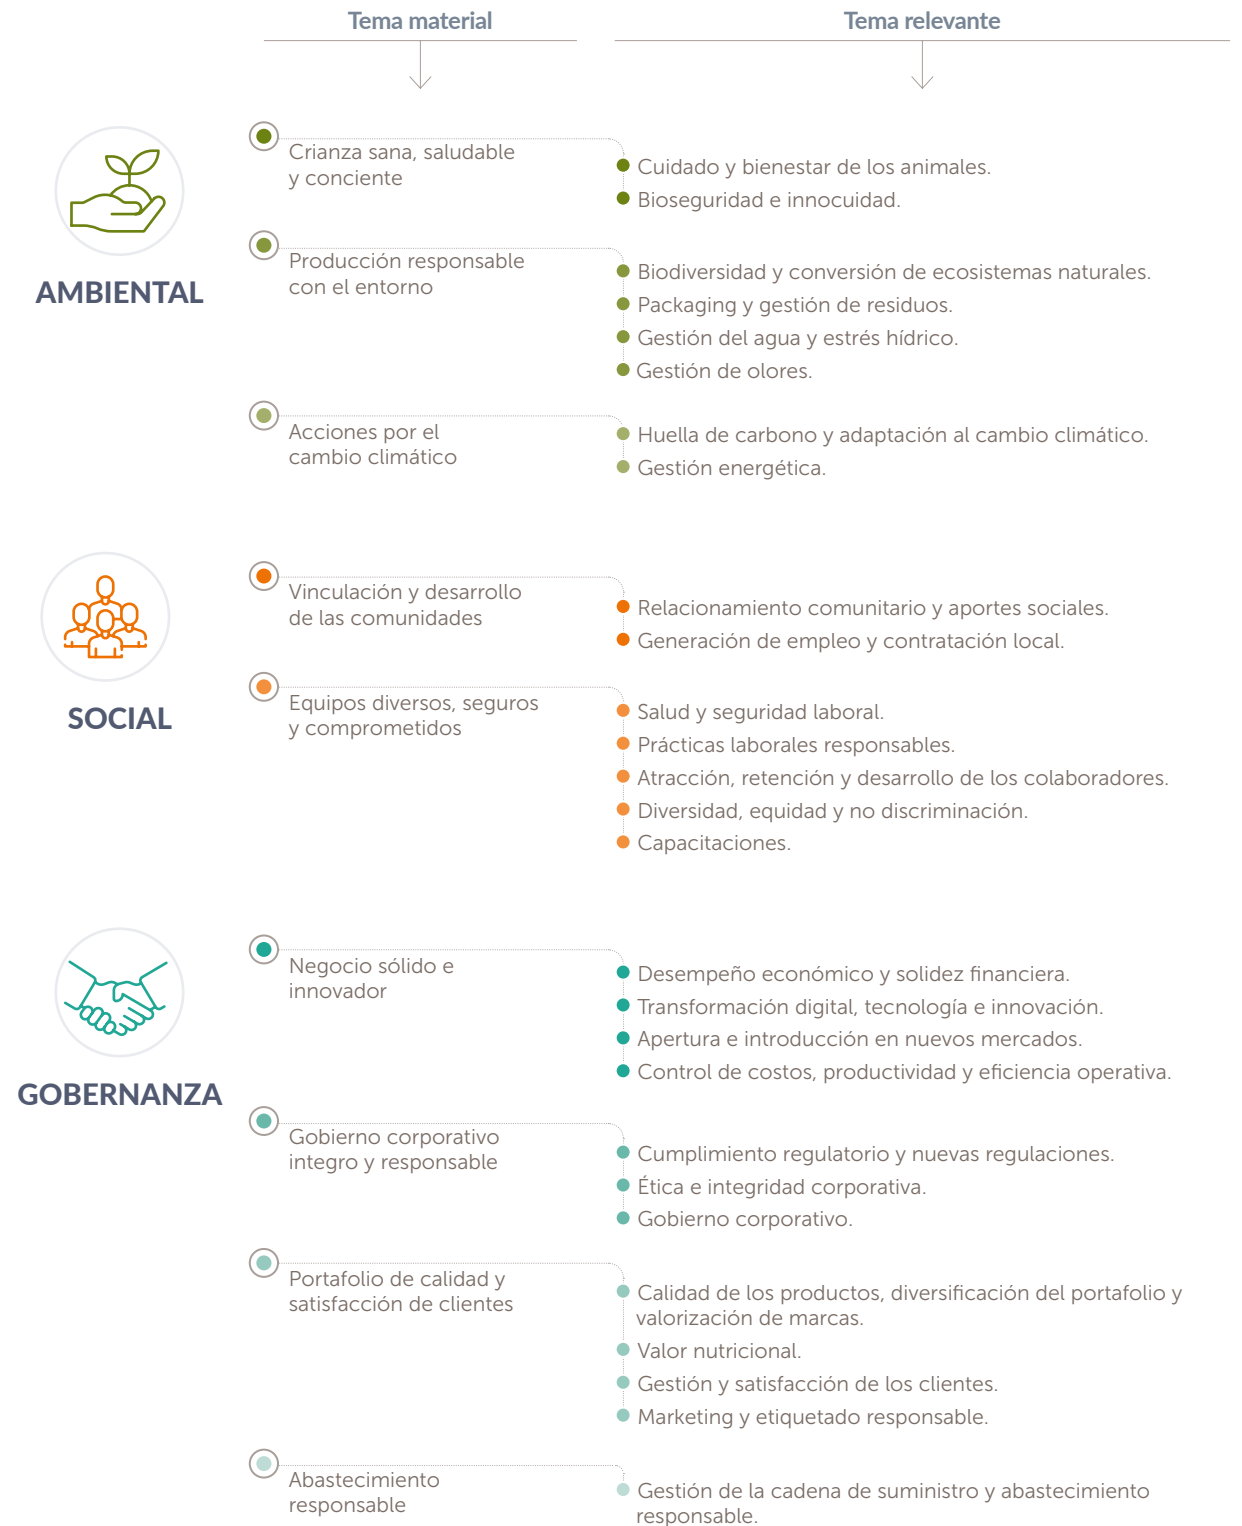 Tema material
Tema relevante
AMBIENTAL
Crianza sana, saludable
y conciente
Cuidado y bienestar de los animales.
Bioseguridad e innocuidad.
Producción responsable
con el entorno
Biodiversidad y conversión de ecosistemas naturales.
Packaging y gestión de residuos.
Gestión del agua y estrés hídrico.
Gestión de olores.
Acciones por el
cambio climático
Huella de carbono y adaptación al cambio climático.
Gestión energética.
SOCIAL
Vinculación y desarrollo
de las comunidades
Relacionamiento comunitario y aportes sociales.
Generación de empleo y contratación local.
Equipos diversos, seguros
y comprometidos
Salud y seguridad laboral.
Prácticas laborales responsables.
Atracción, retención y desarrollo de los colaboradores.
Diversidad, equidad y no discriminación.
Capacitaciones.
GOBERNANZA
Negocio sólido e
innovador
Desempeño económico y solidez financiera.
Transformación digital, tecnología e innovación.
Apertura e introducción en nuevos mercados.
Control de costos, productividad y eficiencia operativa.
Gobierno corporativo
integro y responsable
Cumplimiento regulatorio y nuevas regulaciones.
Ética e integridad corporativa.
Gobierno corporativo.
Portafolio de calidad y
satisfacción de clientes
Calidad de los productos, diversificación del portafolio y
valorización de marcas.
Valor nutricional.
Gestión y satisfacción de los clientes.
Marketing y etiquetado responsable.
Abastecimiento
responsable
Gestión de la cadena de suministro y abastecimiento
responsable.